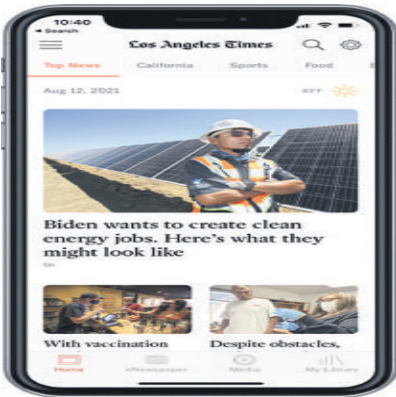 10:40
Search
Los Angeles Times
Top News California Sports Food
Aug 12, 2021
Biden wants to create clean
energy jobs. Here's what they
might look like
5h
With vaccination Despite obstacles,
Home eNewspaper Media My Library